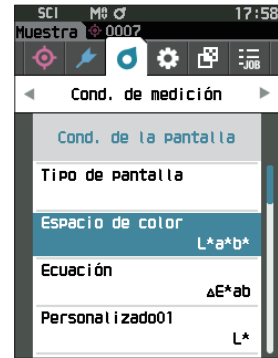 SCI M0 17:58
Muestra 0007
-JOB
Cond. de medición
Cond. de la pantalla
Tipo de pantalla
Espacio de color
L*a*b*
Ecuación
⊿E*ab
Personalizado01
L*